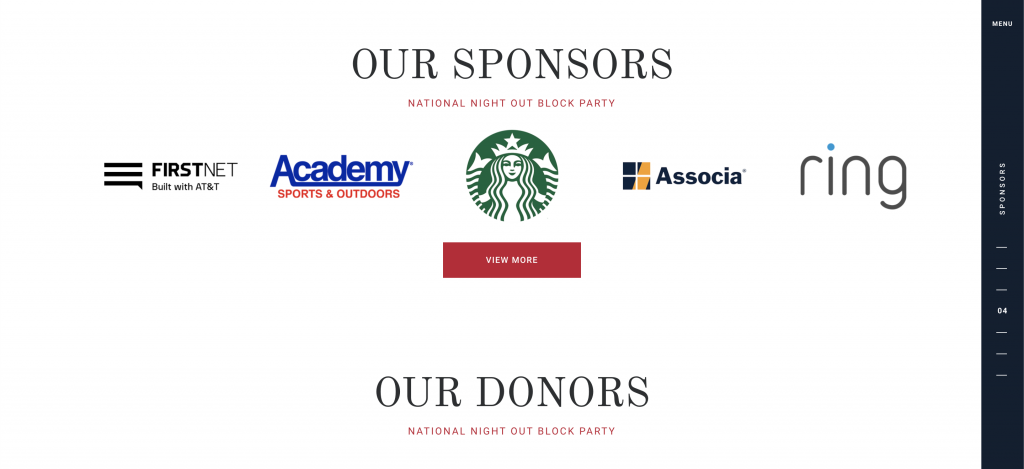 MENU
OUR SPONSORS
NATIONAL NIGHT OUT BLOCK PARTY
FIRSTNET
Built with AT&T
Academy®
SPORTS & OUTDOORS
Associa®
ring
VIEW MORE
SPONSORS
04
OUR DONORS
NATIONAL NIGHT OUT BLOCK PARTY